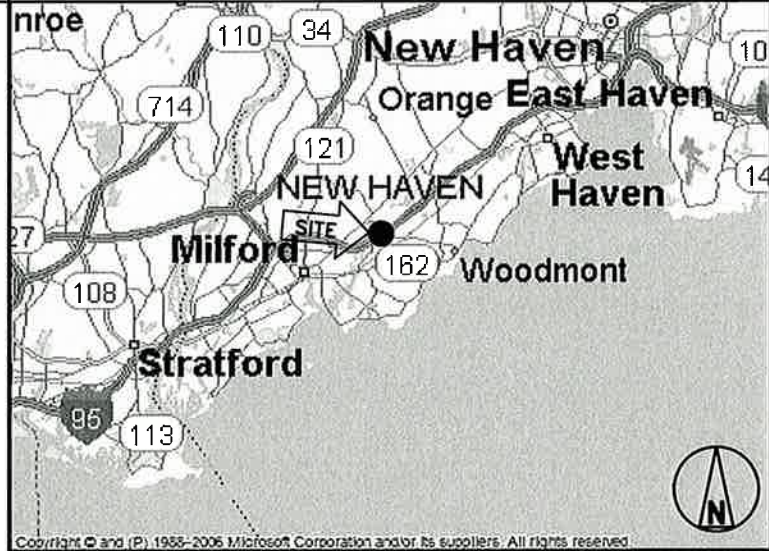 nroe
110
34
New Haven
10
714
Orange
East Haven
121
West
Haven
14
NEW HAVEN
SITE
27
Milford
162
Woodmont
108
Stratford
95
113
N
Copyright © and (P) 1988–2006 Microsoft Corporation and/or its suppliers. All rights reserved